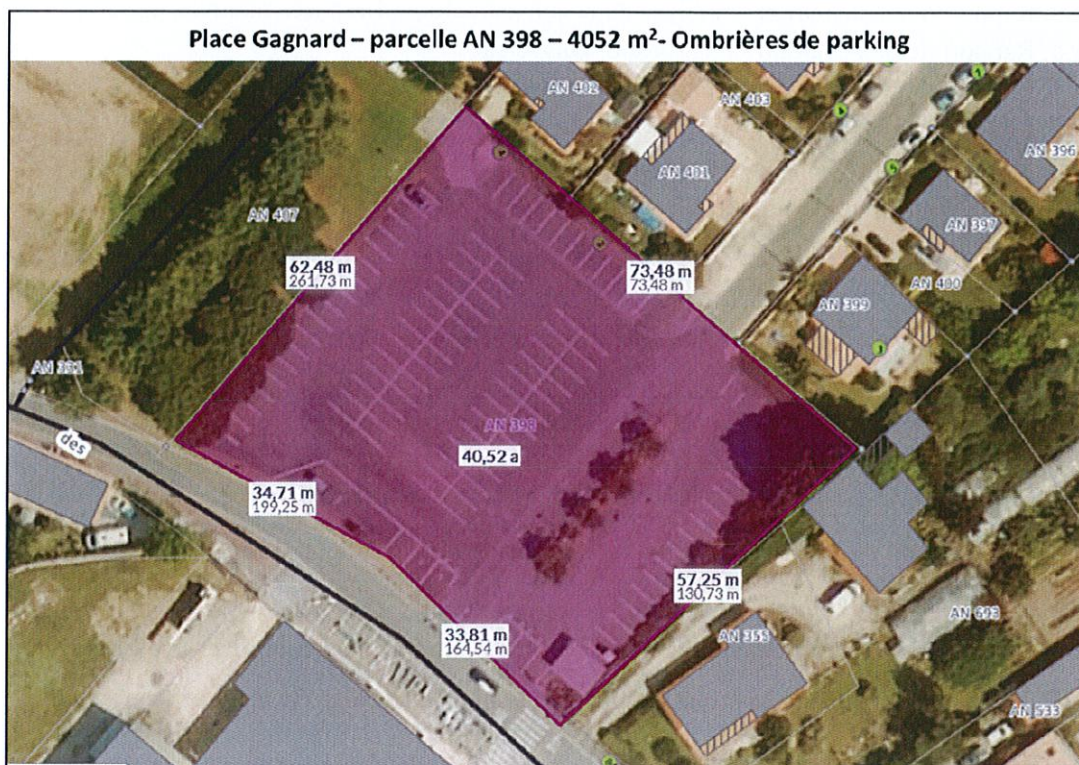 Place Gagnard – parcelle AN 398 – 4052 m²- Ombrières de parking
AN 402
AN 403
AN 401
AN 396
AN 407
AN 397
AN 400
62,48 m
261,73 m
73,48 m
73,48 m
AN 399
1
AN 331
des
AN 398
40,52 a
34,71 m
199,25 m
57,25 m
130,73 m
33,81 m
164,54 m
AN 355
AN 693
AN 533